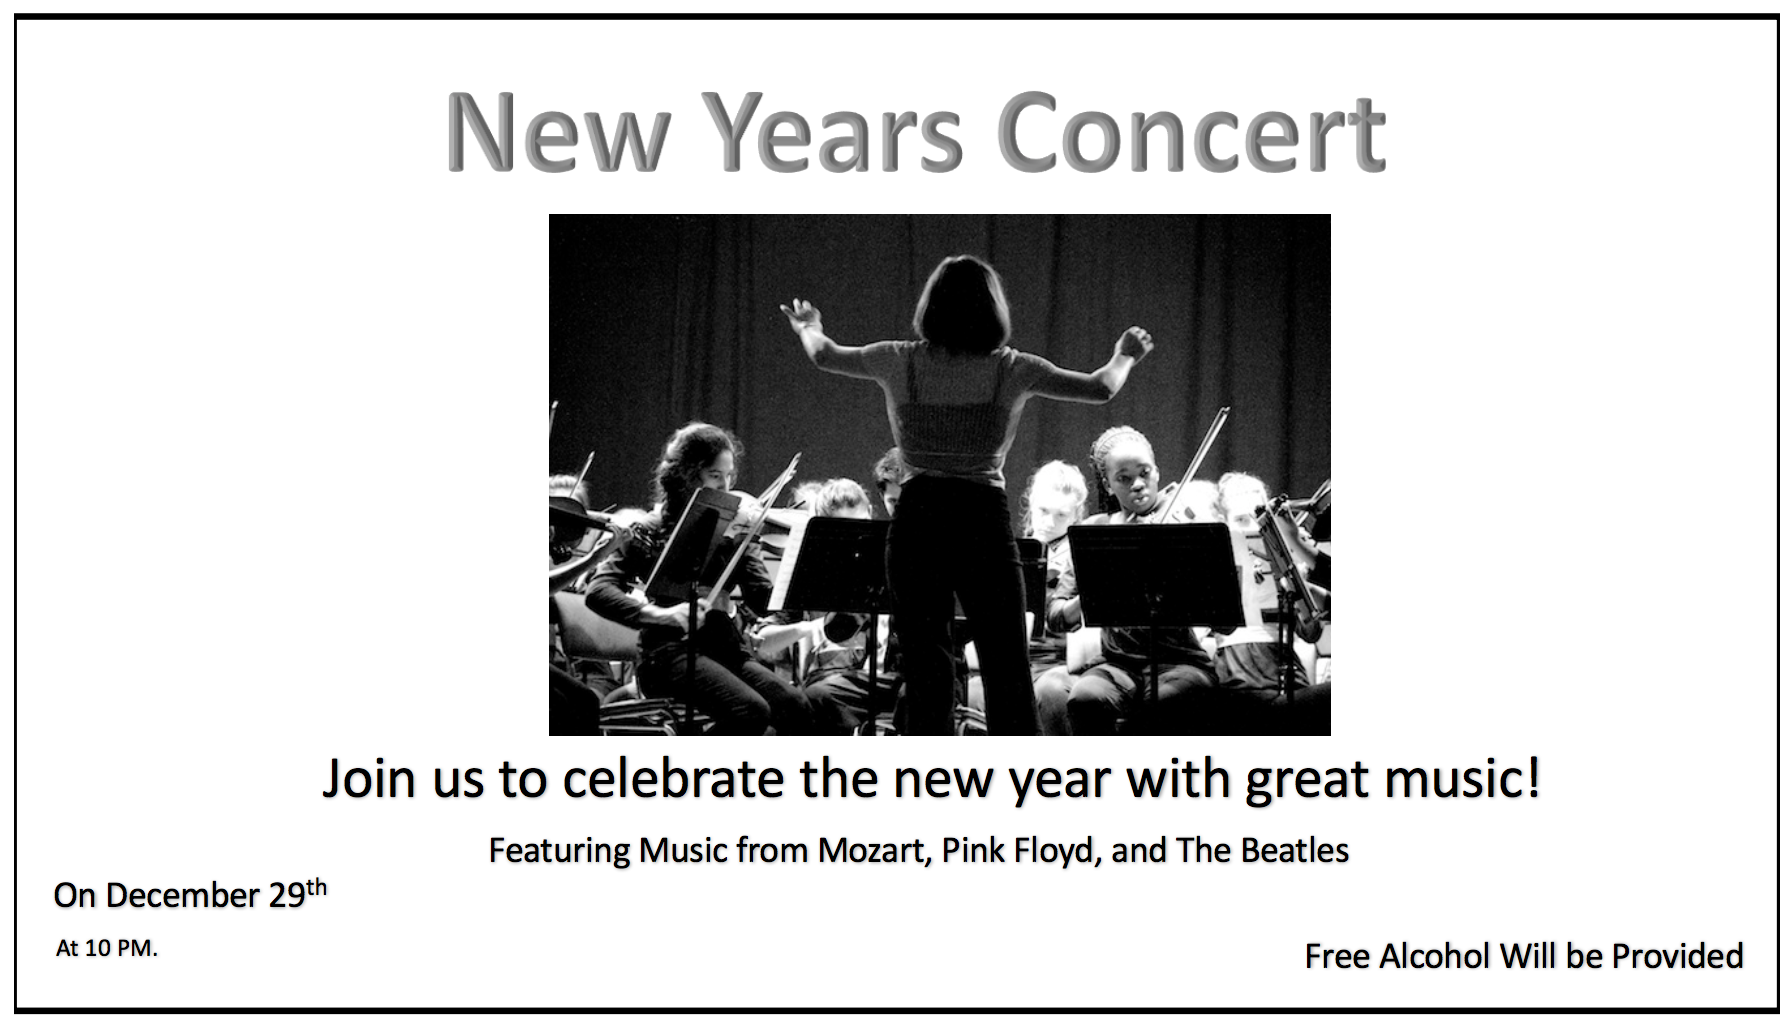 New Years Concert
Join us to celebrate the new year with great music!
Featuring Music from Mozart, Pink Floyd, and The Beatles
On December 29th
At 10 PM.
Free Alcohol Will be Provided